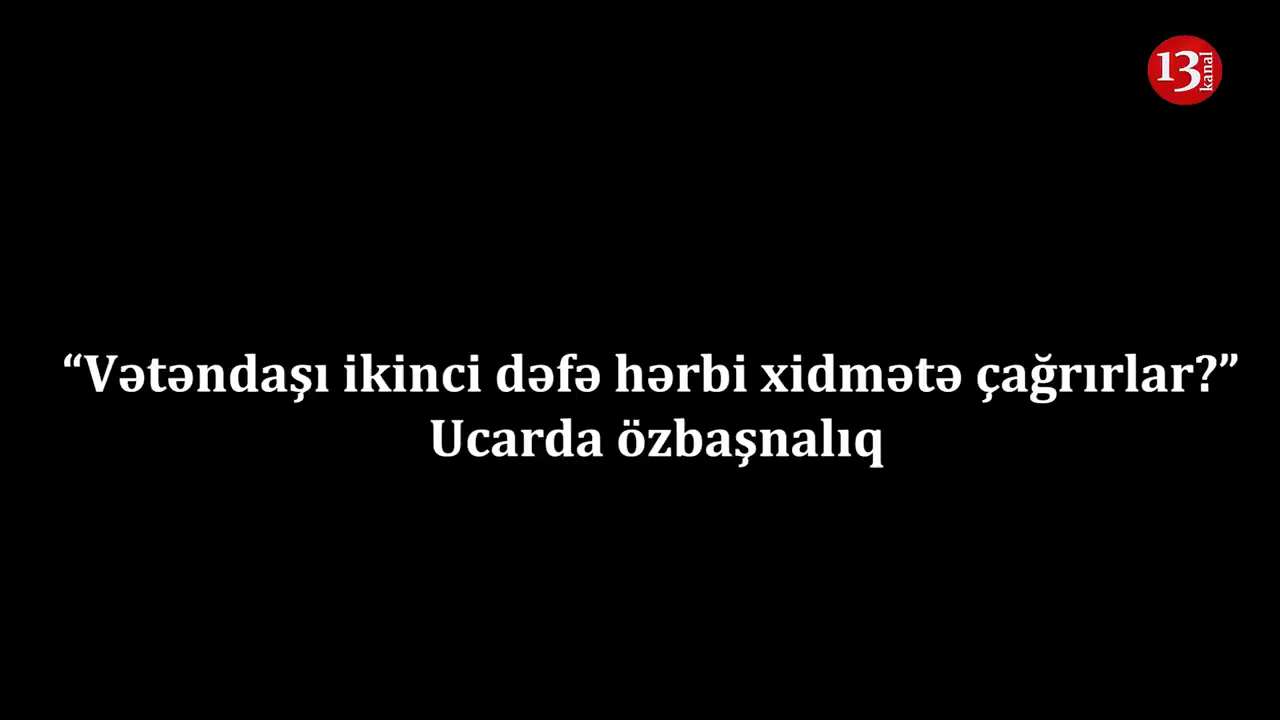 13 kanal
“Vətəndaşı ikinci dəfə hərbi xidmətə çağrırlar?”
Ucarda özbaşnalıq